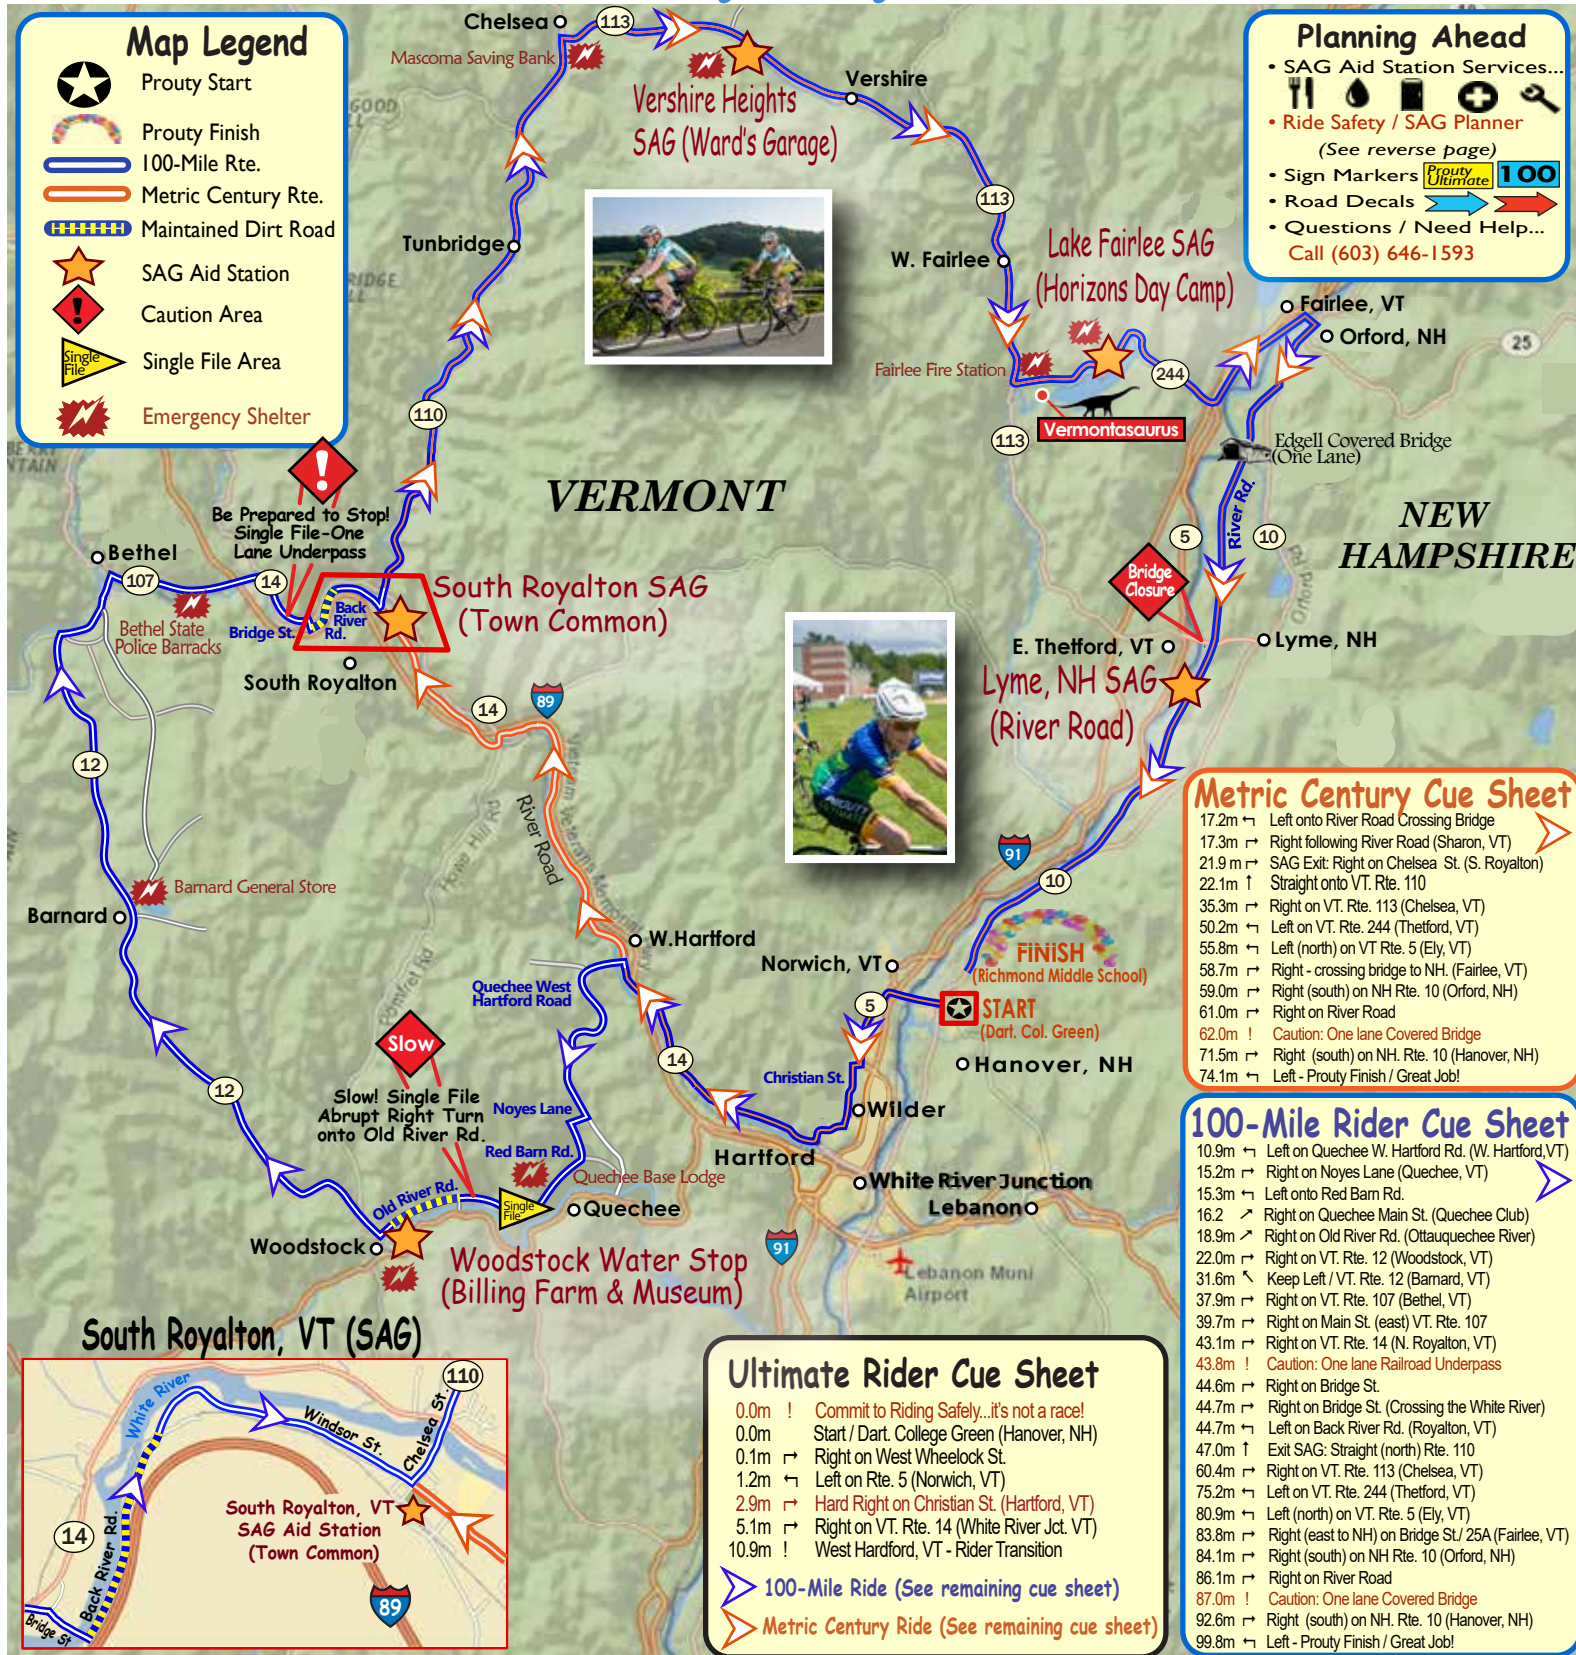 Map Legend
Prouty Start
Prouty Finish
100-Mile Rte.
Metric Century Rte.
Maintained Dirt Road
SAG Aid Station
Caution Area
Single File
Single File Area
Emergency Shelter
Planning Ahead
• SAG Aid Station Services...
• Ride Safety / SAG Planner
(See reverse page)
• Sign Markers Prouty Ultimate 100
• Road Decals
• Questions / Need Help...
Call (603) 646-1593
Chelsea
113
Mascoma Saving Bank
Vershire Heights
SAG (Ward's Garage)
Vershire
113
Tunbridge
W. Fairlee
Lake Fairlee SAG
(Horizons Day Camp)
Fairlee, VT
Orford, NH
25
Fairlee Fire Station
244
Vermontasaurus
113
110
Edgell Covered Bridge
(One Lane)
River Rd.
5
10
VERMONT
NEW
HAMPSHIRE
Be Prepared to Stop!
Single File-One
Lane Underpass
Bethel
107
14
Bethel State
Police Barracks
Bridge St.
Back
River
Rd.
South Royalton SAG
(Town Common)
South Royalton
Bridge
Closure
E. Thetford, VT
Lyme, NH
Lyme, NH SAG
(River Road)
14
89
12
River Road
Howe Hill Rd
Barnard General Store
Barnard
W.Hartford
Quechee West
Hartford Road
91
10
FiNiSH
(Richmond Middle School)
Norwich, VT
5
START
(Dart. Col. Green)
Hanover, NH
Pomfret Rd
Slow
Slow! Single File
Abrupt Right Turn
onto Old River Rd.
12
14
Christian St.
Wilder
Noyes Lane
Red Barn Rd.
Hartford
Quechee Base Lodge
Old River Rd.
Single File
Quechee
White River Junction
Lebanon
Woodstock
Woodstock Water Stop
(Billing Farm & Museum)
91
Lebanon Muni
Airport
Metric Century Cue Sheet
17.2m Left onto River Road Crossing Bridge
17.3m Right following River Road (Sharon, VT)
21.9 m SAG Exit: Right on Chelsea St. (S. Royalton)
22.1m Straight onto VT. Rte. 110
35.3m Right on VT. Rte. 113 (Chelsea, VT)
50.2m Left on VT. Rte. 244 (Thetford, VT)
55.8m Left (north) on VT Rte. 5 (Ely, VT)
58.7m Right - crossing bridge to NH. (Fairlee, VT)
59.0m Right (south) on NH Rte. 10 (Orford, NH)
61.0m Right on River Road
62.0m ! Caution: One lane Covered Bridge
71.5m Right (south) on NH. Rte. 10 (Hanover, NH)
74.1m Left - Prouty Finish / Great Job!
100-Mile Rider Cue Sheet
10.9m Left on Quechee W. Hartford Rd. (W. Hartford,VT)
15.2m Right on Noyes Lane (Quechee, VT)
15.3m Left onto Red Barn Rd.
16.2 Right on Quechee Main St. (Quechee Club)
18.9m Right on Old River Rd. (Ottauquechee River)
22.0m Right on VT. Rte. 12 (Woodstock, VT)
31.6m Keep Left / VT. Rte. 12 (Barnard, VT)
37.9m Right on VT. Rte. 107 (Bethel, VT)
39.7m Right on Main St. (east) VT. Rte. 107
43.1m Right on VT. Rte. 14 (N. Royalton, VT)
43.8m ! Caution: One lane Railroad Underpass
44.6m Right on Bridge St.
44.7m Right on Bridge St. (Crossing the White River)
44.7m Left on Back River Rd. (Royalton, VT)
47.0m Exit SAG: Straight (north) Rte. 110
60.4m Right on VT. Rte. 113 (Chelsea, VT)
75.2m Left on VT. Rte. 244 (Thetford, VT)
80.9m Left (north) on VT. Rte. 5 (Ely, VT)
83.8m Right (east to NH) on Bridge St./ 25A (Fairlee, VT)
84.1m Right (south) on NH Rte. 10 (Orford, NH)
86.1m Right on River Road
87.0m ! Caution: One lane Covered Bridge
92.6m Right (south) on NH. Rte. 10 (Hanover, NH)
99.8m Left - Prouty Finish / Great Job!
Ultimate Rider Cue Sheet
0.0m ! Commit to Riding Safely...it's not a race!
0.0m Start / Dart. College Green (Hanover, NH)
0.1m Right on West Wheelock St.
1.2m Left on Rte. 5 (Norwich, VT)
2.9m Hard Right on Christian St. (Hartford, VT)
5.1m Right on VT. Rte. 14 (White River Jct. VT)
10.9m ! West Hardford, VT - Rider Transition
100-Mile Ride (See remaining cue sheet)
Metric Century Ride (See remaining cue sheet)
South Royalton, VT (SAG)
110
White River
Windsor St.
Chelsea St.
South Royalton, VT
SAG Aid Station
(Town Common)
14
Back River Rd.
Bridge St
89